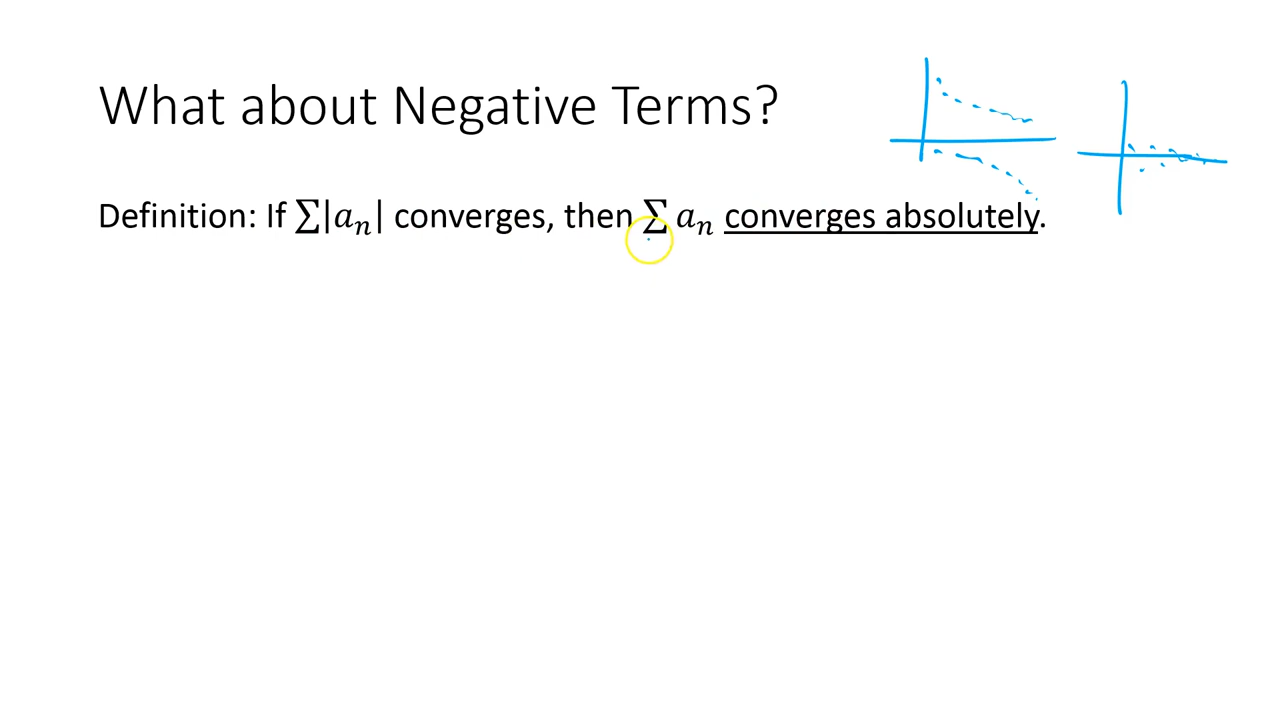 What about Negative Terms?
Definition: If ∑|aₙ| converges, then ∑ aₙ converges absolutely.